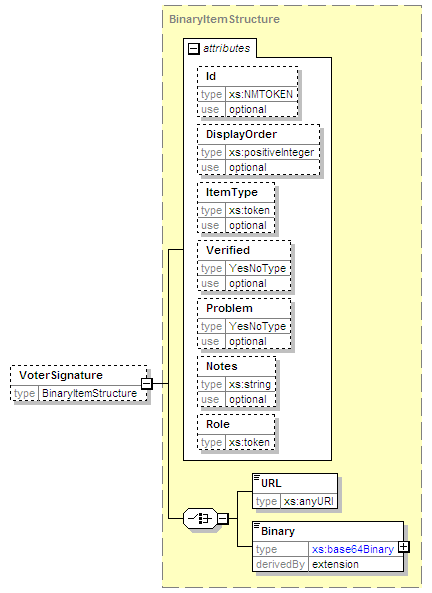 BinaryItemStructure
attributes
Id
type xs:NMTOKEN
use optional
DisplayOrder
type xs:positiveInteger
use optional
ItemType
type xs:token
use optional
Verified
type YesNoType
use optional
Problem
type YesNoType
use optional
Notes
type xs:string
use optional
Role
type xs:token
VoterSignature
type BinaryItemStructure
URL
type xs:anyURI
Binary
type xs:base64Binary
derivedBy extension